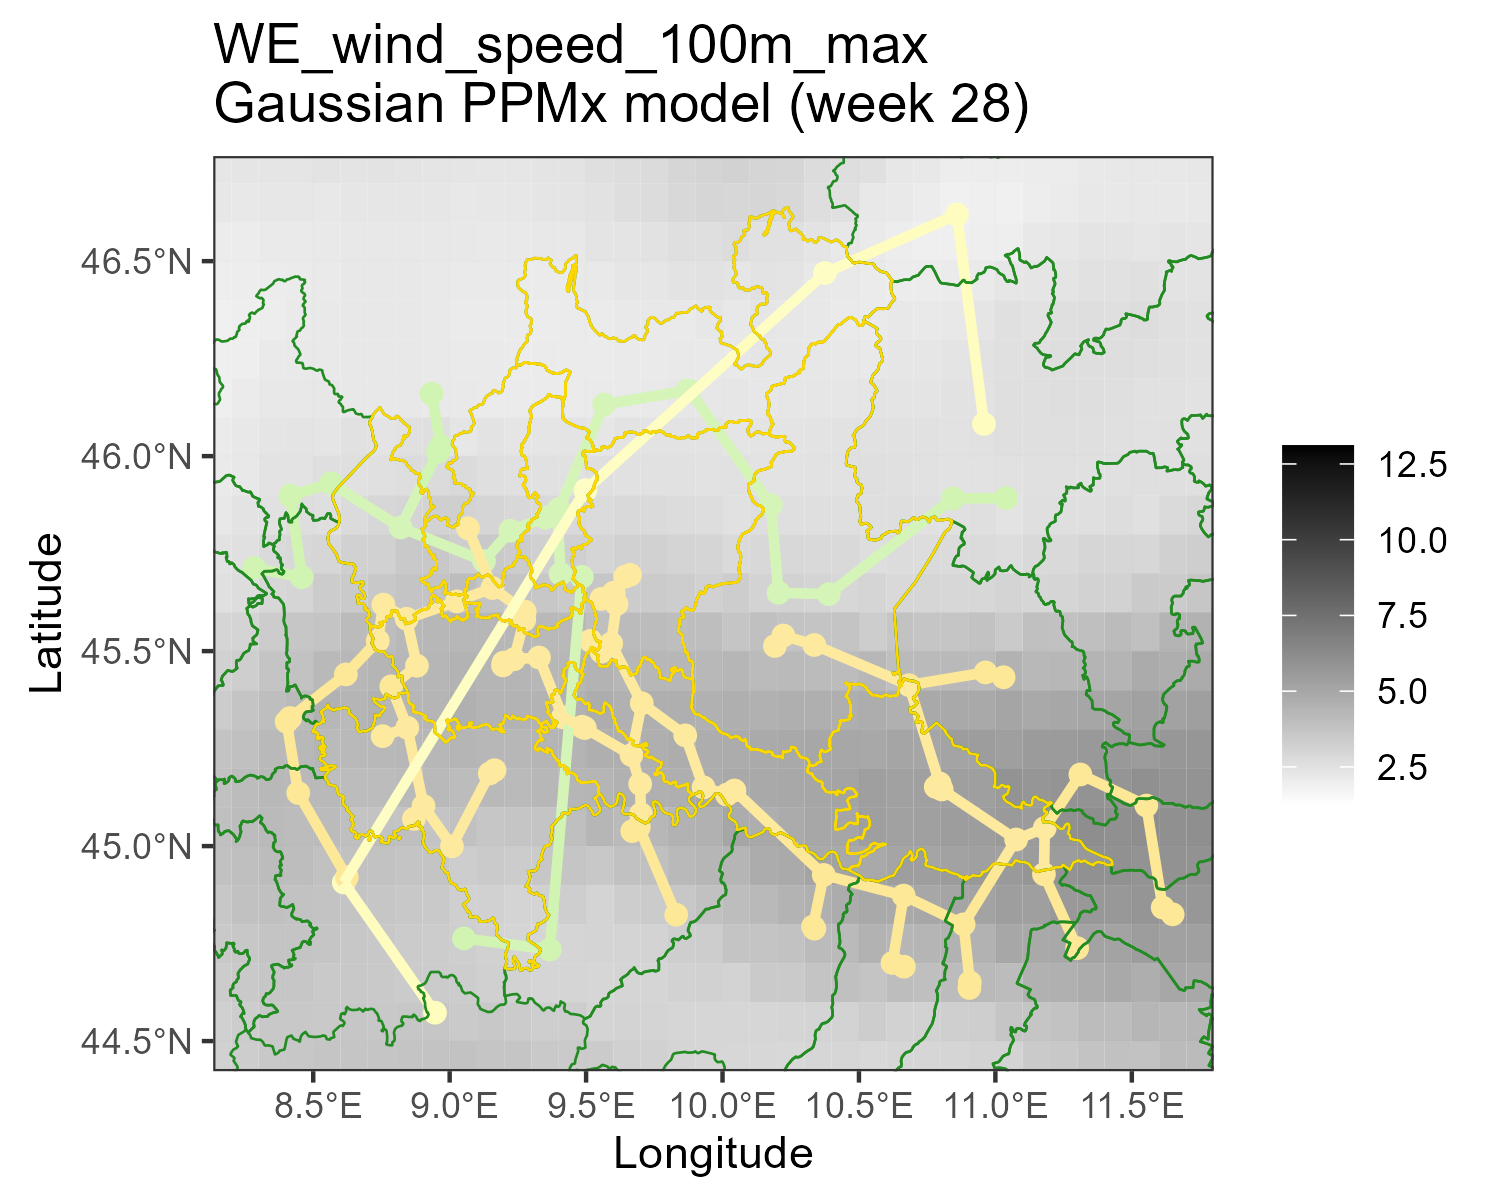 WE_wind_speed_100m_max
Gaussian PPMx model (week 28)
46.5°N
46.0°N
45.5°N
45.0°N
44.5°N
Latitude
8.5°E 9.0°E 9.5°E 10.0°E 10.5°E 11.0°E 11.5°E
Longitude
12.5
10.0
7.5
5.0
2.5